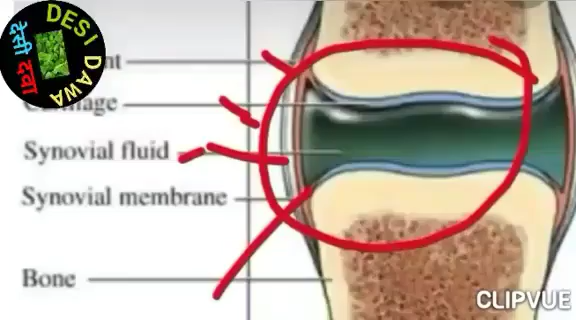 DESI DAWA
देसी दवा
Synovial fluid
Synovial membrane
Bone
CLIPVUE